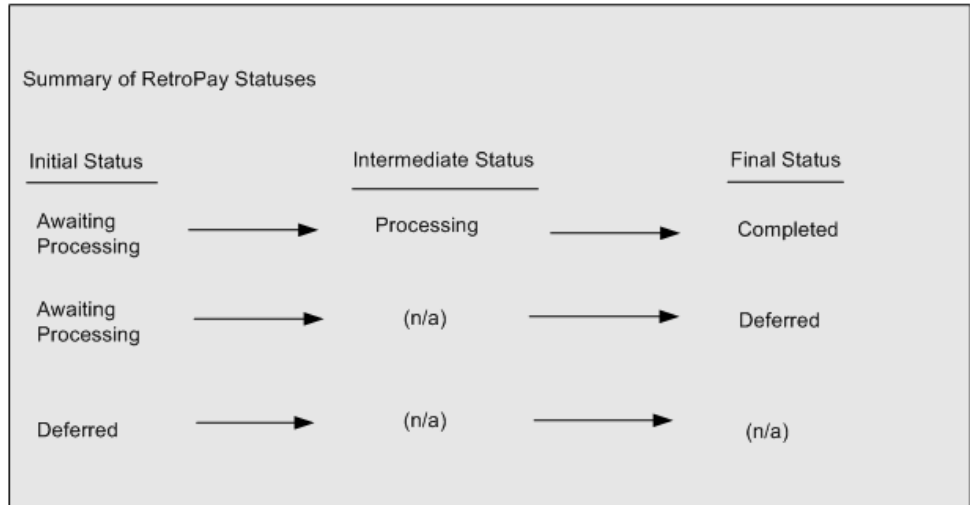 Summary of RetroPay Statuses
Initial Status
Intermediate Status
Final Status
Awaiting
Processing
Processing
Completed
Awaiting
Processing
(n/a)
Deferred
Deferred
(n/a)
(n/a)